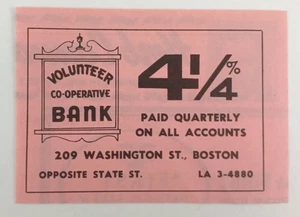 VOLUNTEER
CO-OPERATIVE
BANK
4 1/4%
PAID QUARTERLY
ON ALL ACCOUNTS
209 WASHINGTON ST., BOSTON
OPPOSITE STATE ST. LA 3-4880